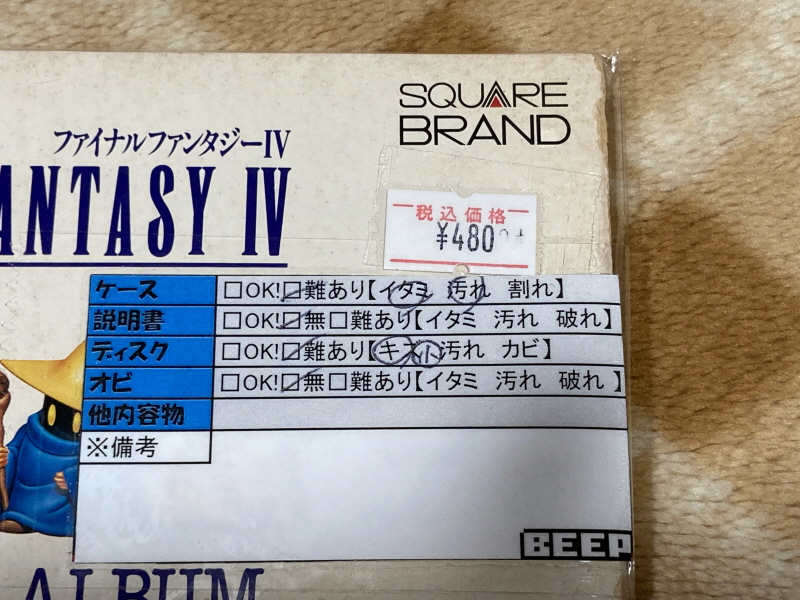 SQUARE
BRAND
ファイナルファンタジーIV
ANTASY IV
税込価格
¥480
ケース □OK!□難あり【イタミ 汚れ 割れ】
説明書 □OK!□無□難あり【イタミ 汚れ 破れ】
ディスク □OK!□難あり【キズ小 汚れ カビ】
オビ □OK!□無□難あり【イタミ 汚れ 破れ】
他内容物
※備考
BEEP
ALBUM